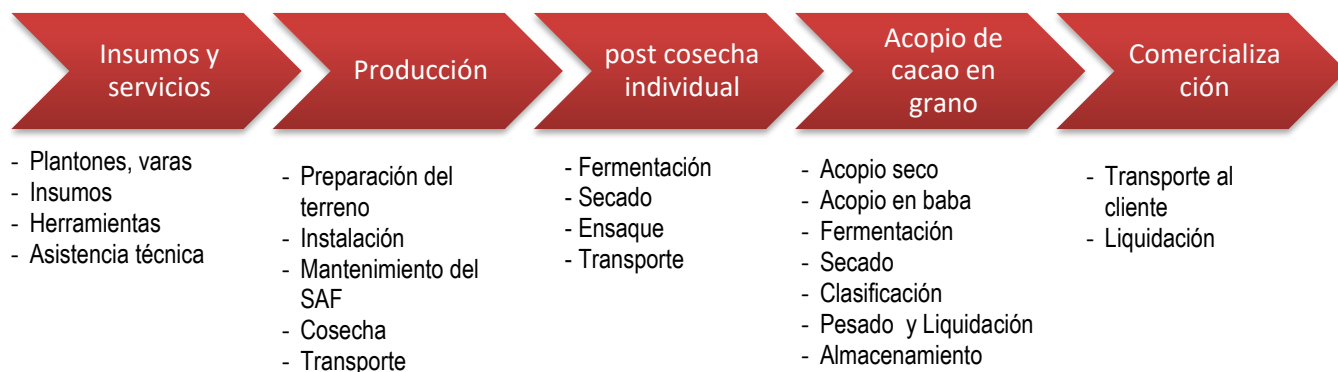 Insumos y
servicios
Producción
post cosecha
individual
Acopio de
cacao en
grano
Comercializa
ción
- Plantones, varas
- Insumos
- Herramientas
- Asistencia técnica
- Preparación del
terreno
- Instalación
- Mantenimiento del
SAF
- Cosecha
- Transporte
- Fermentación
- Secado
- Ensaque
- Transporte
- Acopio seco
- Acopio en baba
- Fermentación
- Secado
- Clasificación
- Pesado y Liquidación
- Almacenamiento
- Transporte al
cliente
- Liquidación